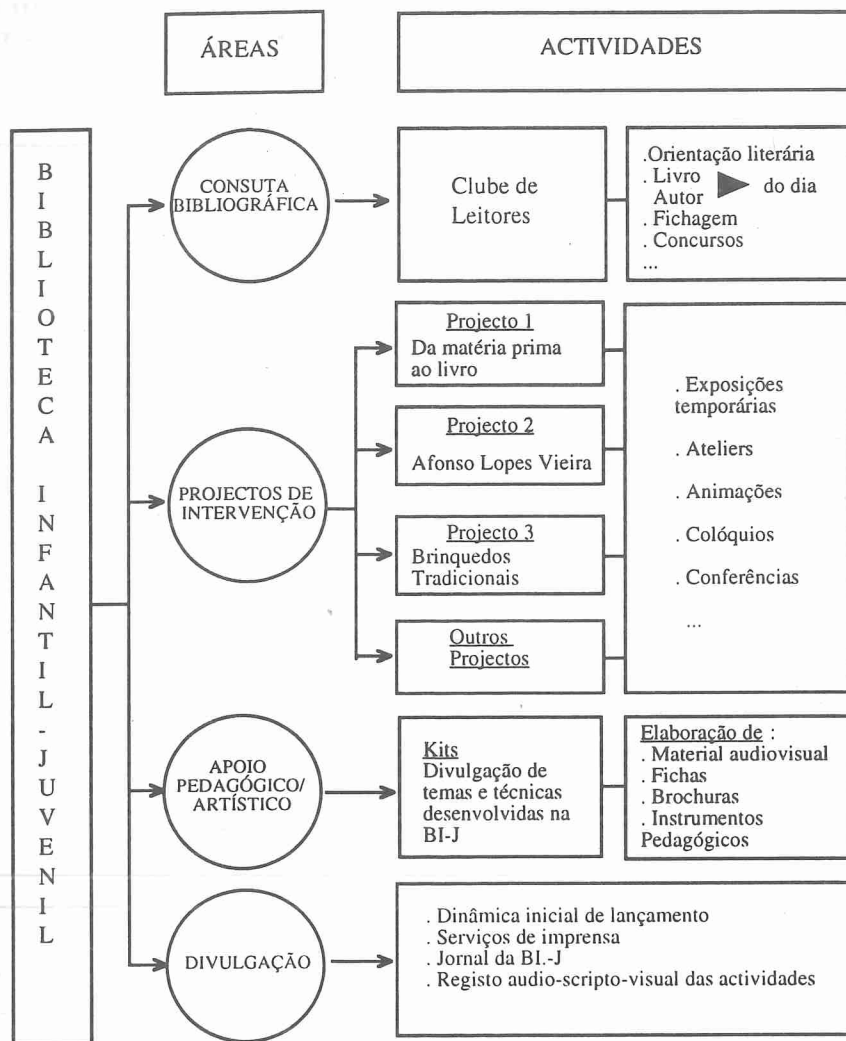 ÁREAS
ACTIVIDADES
BIBLIOTECA INFANTIL-JUVENIL
CONSUTA
BIBLIOGRÁFICA
Clube de
Leitores
.Orientação literária
. Livro
Autor
do dia
. Fichagem
. Concursos
...
PROJECTOS DE
INTERVENÇÃO
Projecto 1
Da matéria prima
ao livro
Projecto 2
Afonso Lopes Vieira
Projecto 3
Brinquedos
Tradicionais
Outros
Projectos
. Exposições
temporárias
. Ateliers
. Animações
. Colóquios
. Conferências
...
APOIO
PEDAGÓGICO/
ARTÍSTICO
Kits
Divulgação de
temas e técnicas
desenvolvidas na
BI-J
Elaboração de :
. Material audiovisual
. Fichas
. Brochuras
. Instrumentos
Pedagógicos
DIVULGAÇÃO
. Dinâmica inicial de lançamento
. Serviços de imprensa
. Jornal da BI.-J
. Registo audio-scripto-visual das actividades